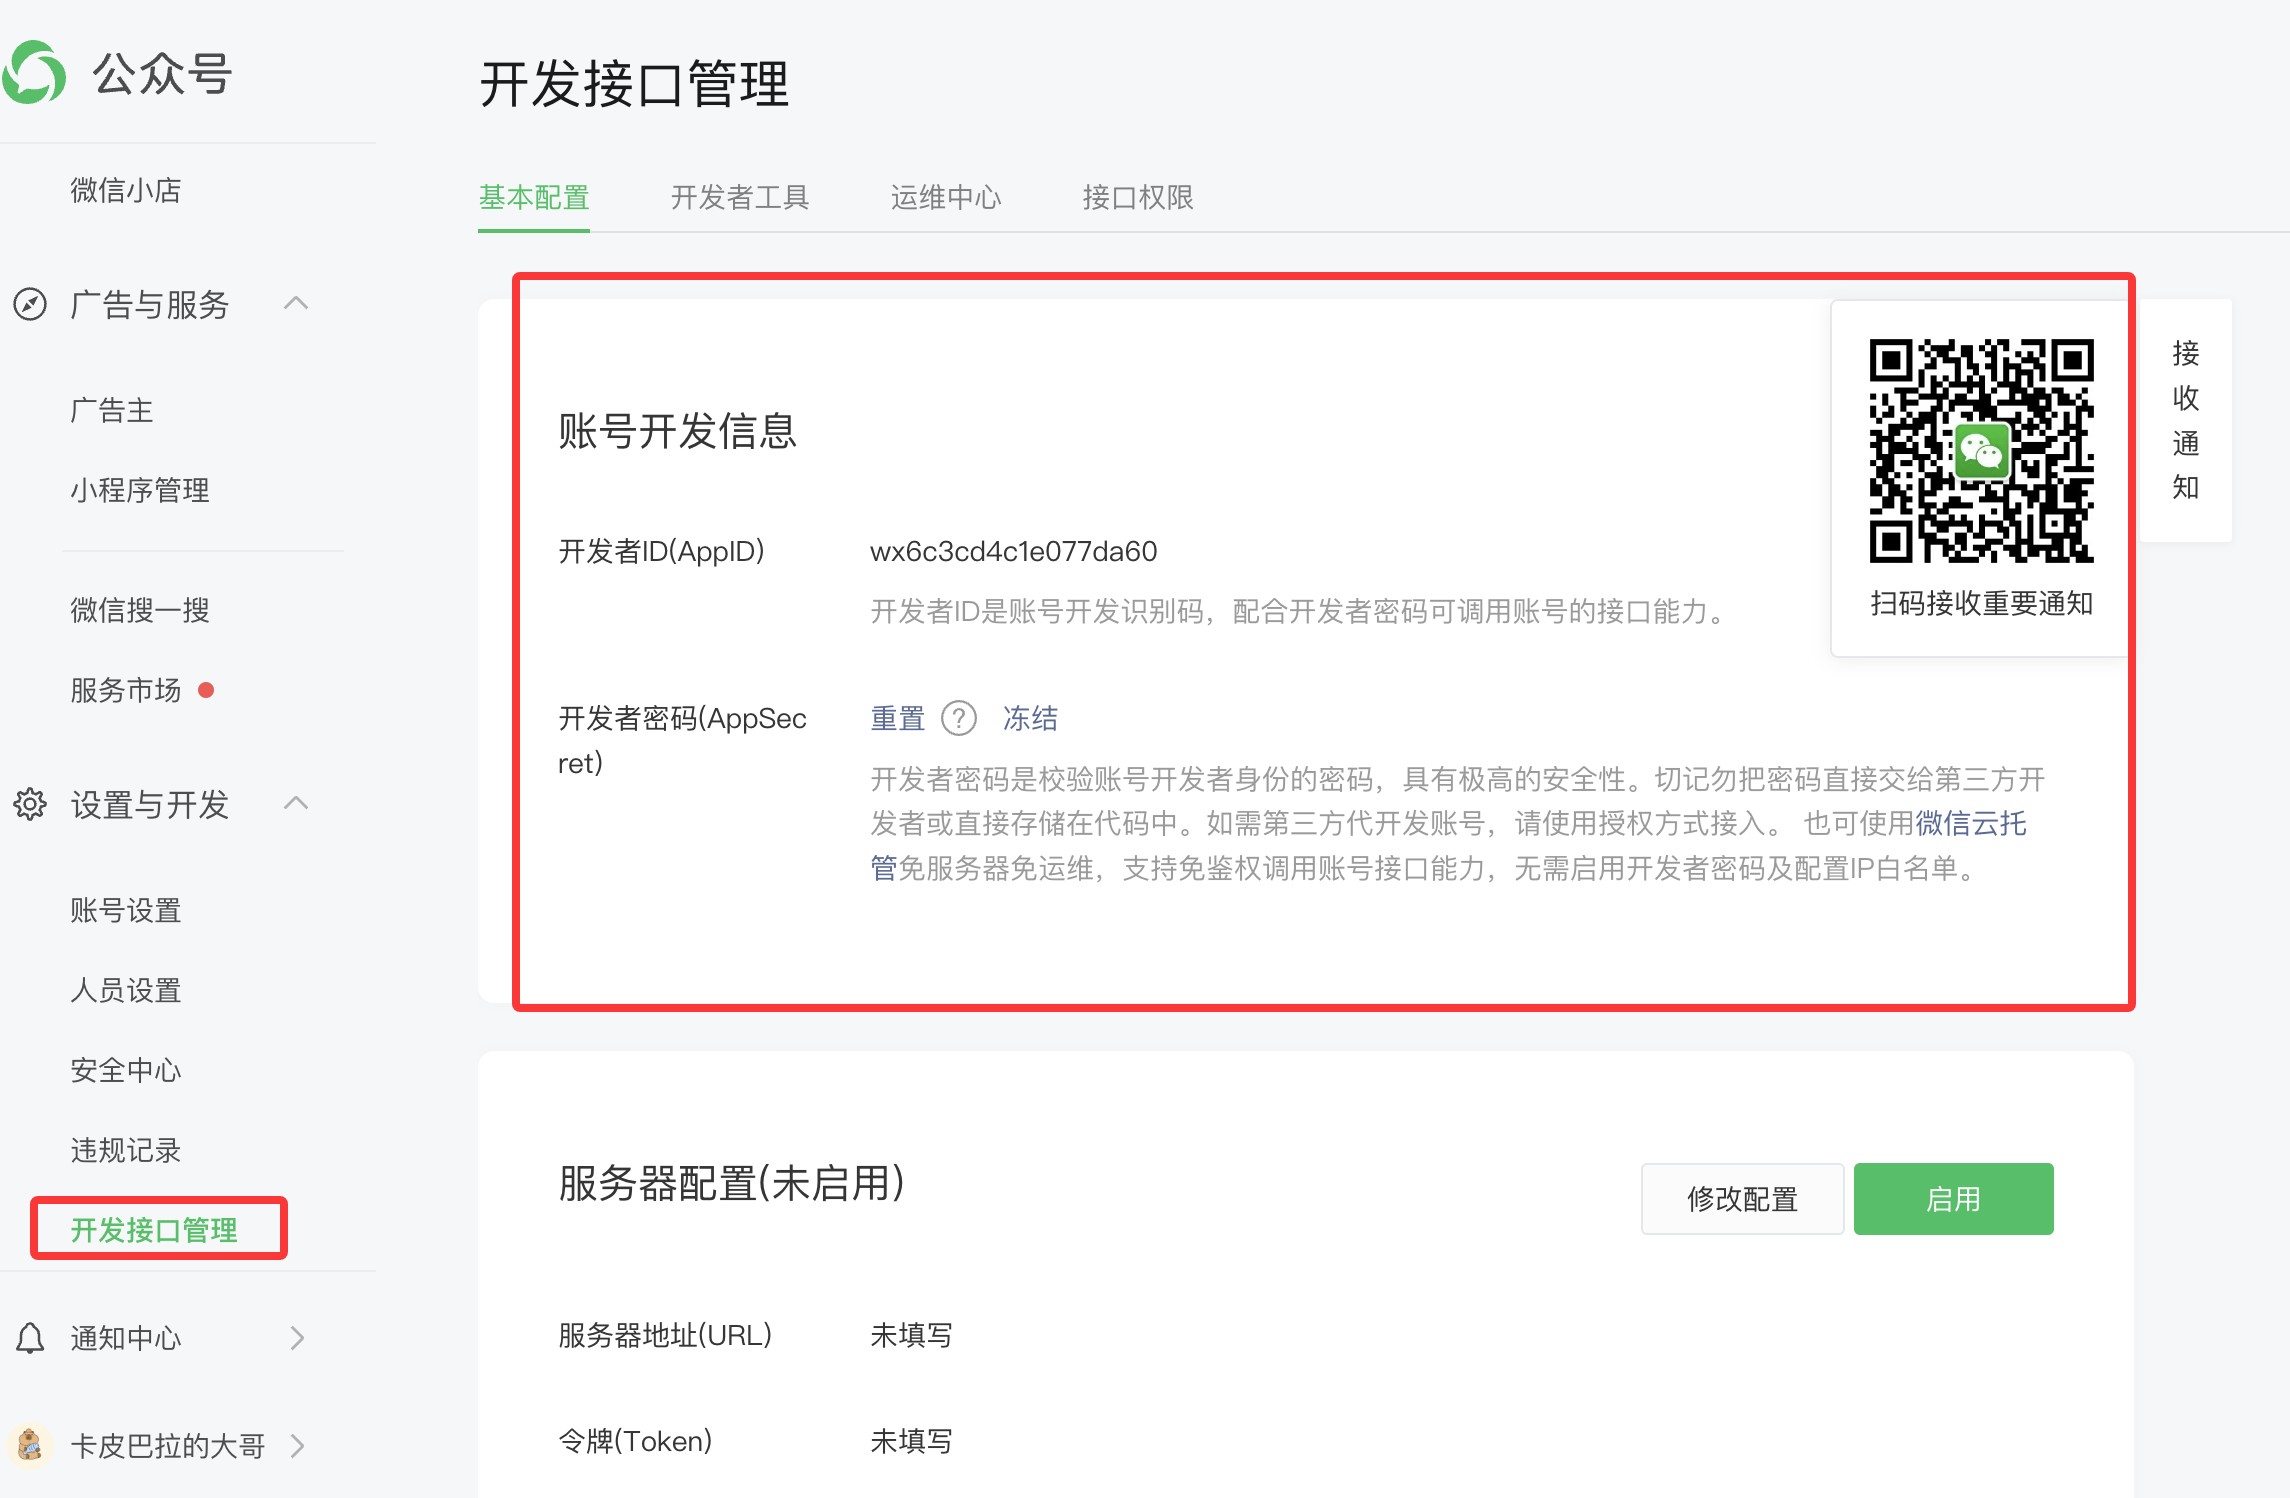 公众号
微信小店
广告与服务
广告主
小程序管理
微信搜一搜
服务市场
设置与开发
账号设置
人员设置
安全中心
违规记录
开发接口管理
通知中心
卡皮巴拉的大哥
开发接口管理
基本配置 开发者工具 运维中心 接口权限
账号开发信息
开发者ID(AppID) wx6c3cd4c1e077da60
开发者ID是账号开发识别码，配合开发者密码可调用账号的接口能力。
开发者密码(AppSec
ret)
重置 ? 冻结
开发者密码是校验账号开发者身份的密码，具有极高的安全性。切记勿把密码直接交给第三方开
发者或直接存储在代码中。如需第三方代开发账号，请使用授权方式接入。 也可使用微信云托
管免服务器免运维，支持免鉴权调用账号接口能力，无需启用开发者密码及配置IP白名单。
扫码接收重要通知
接
收
通
知
服务器配置(未启用)
修改配置 启用
服务器地址(URL) 未填写
令牌(Token) 未填写